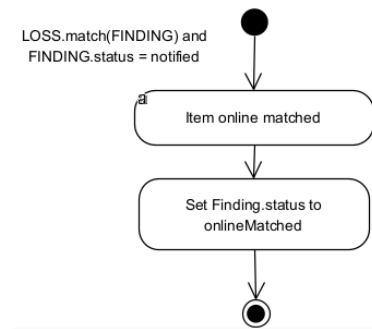 LOSS.match(FINDING) and
FINDING.status = notified
a
Item online matched
Set Finding.status to
onlineMatched